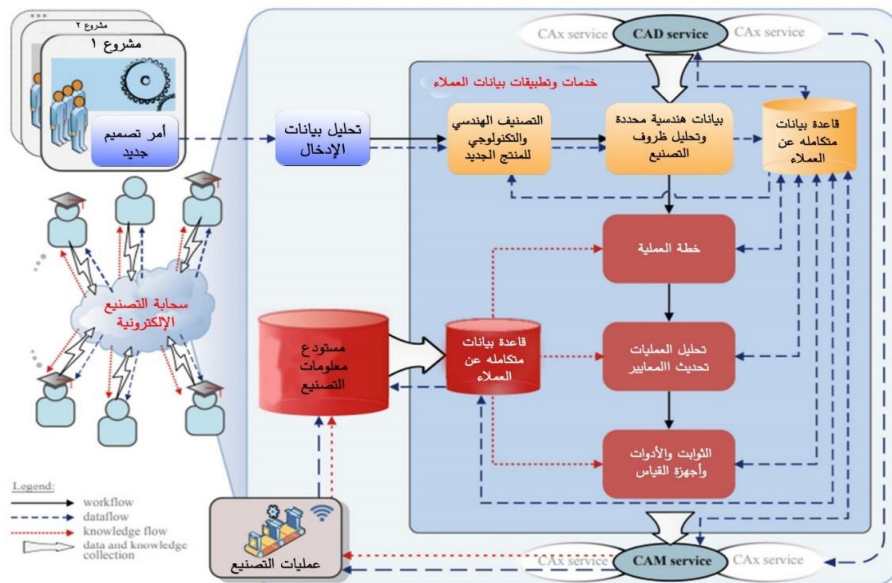 مشروع ٢
مشروع ١
أمر تصميم
جديد
CAx service
CAD service
CAx service
خدمات وتطبيقات بيانات العملاء
تحليل بيانات
الإدخال
التصنيف الهندسي
والتكنولوجي
للمنتج الجديد
بيانات هندسية محددة
وتحليل ظروف
التصنيع
قاعدة بيانات
متكامله عن
العملاء
خطة العملية
سحابة التصنيع
الإلكترونية
مستودع
معلومات
التصنيع
قاعدة بيانات
متكامله عن
العملاء
تحليل العمليات
تحديث االمعايير
الثوابت والأدوات
وأجهزة القياس
Legend:
workflow
dataflow
knowledge flow
data and knowledge
collection
عمليات التصنيع
CAx service
CAM service
CAx service